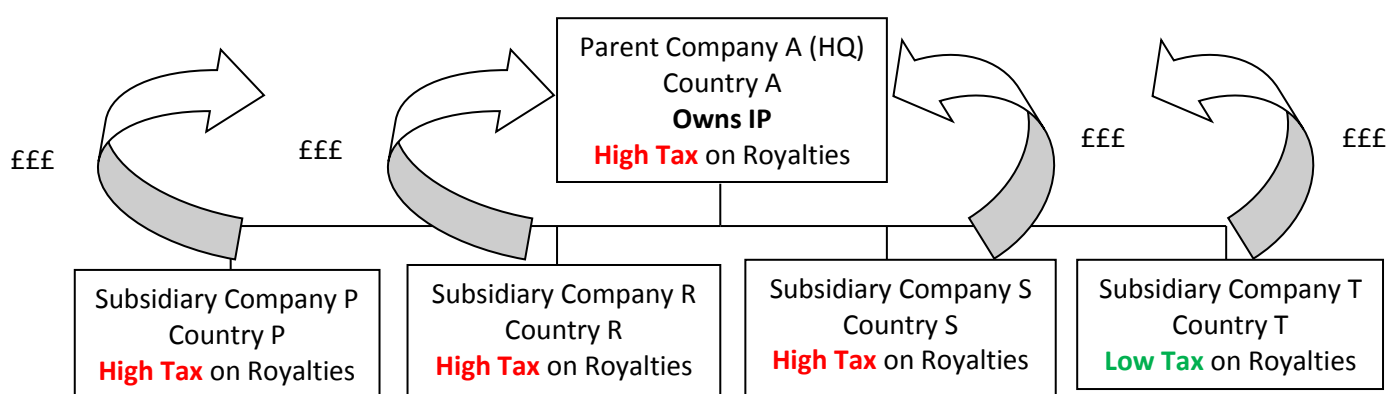 Parent Company A (HQ)
Country A
Owns IP
High Tax on Royalties
£££
£££
£££
£££
Subsidiary Company P
Country P
High Tax on Royalties
Subsidiary Company R
Country R
High Tax on Royalties
Subsidiary Company S
Country S
High Tax on Royalties
Subsidiary Company T
Country T
Low Tax on Royalties